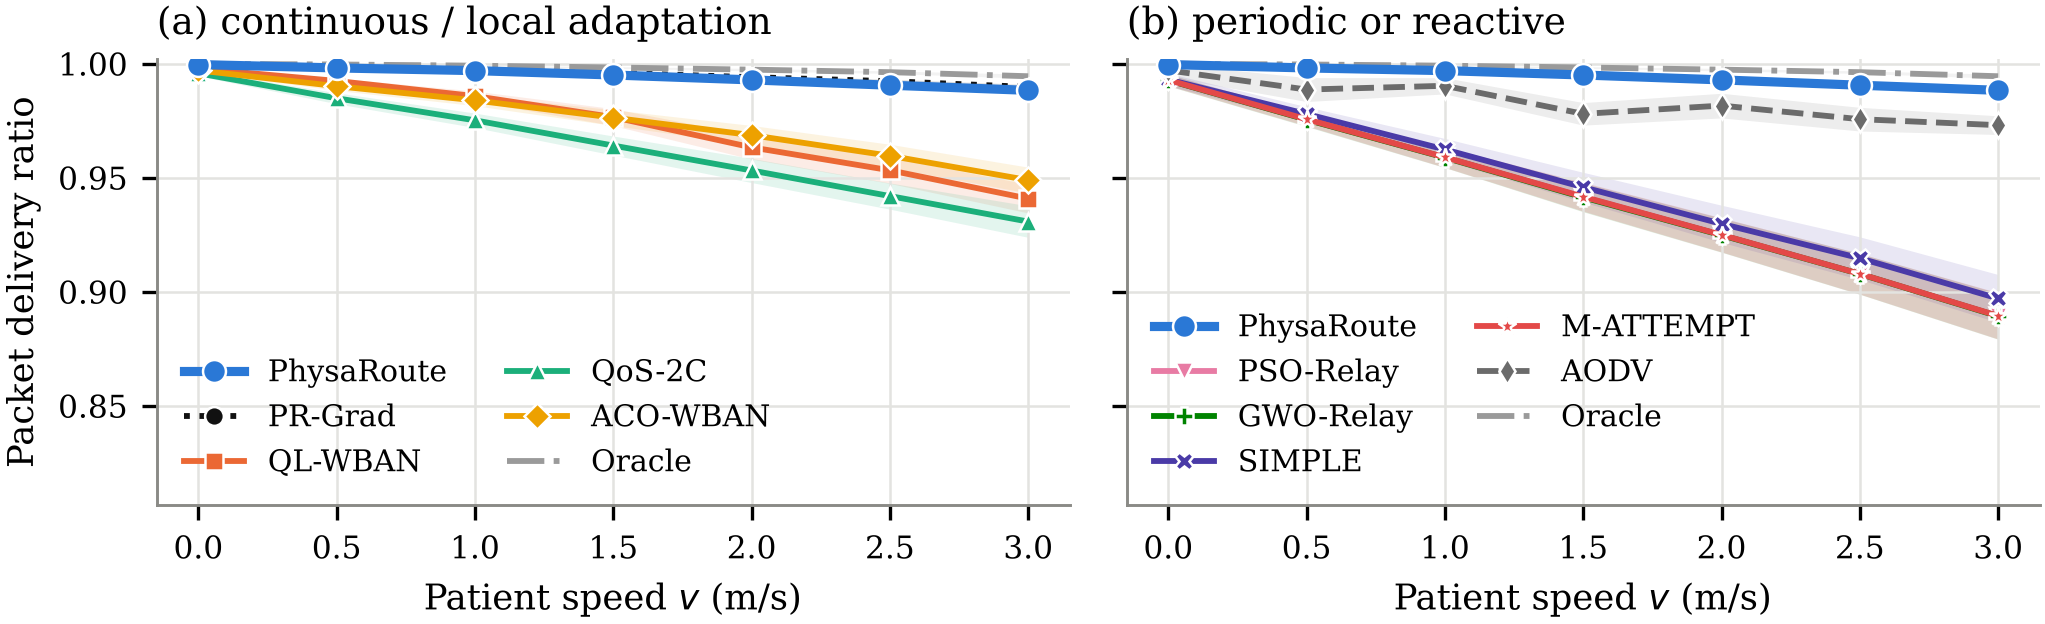 (a) continuous / local adaptation
Packet delivery ratio
1.00
0.95
0.90
0.85
PhysaRoute
PR-Grad
QL-WBAN
QoS-2C
ACO-WBAN
Oracle
0.0 0.5 1.0 1.5 2.0 2.5 3.0
Patient speed v (m/s)
(b) periodic or reactive
PhysaRoute
PSO-Relay
GWO-Relay
SIMPLE
M-ATTEMPT
AODV
Oracle
0.0 0.5 1.0 1.5 2.0 2.5 3.0
Patient speed v (m/s)